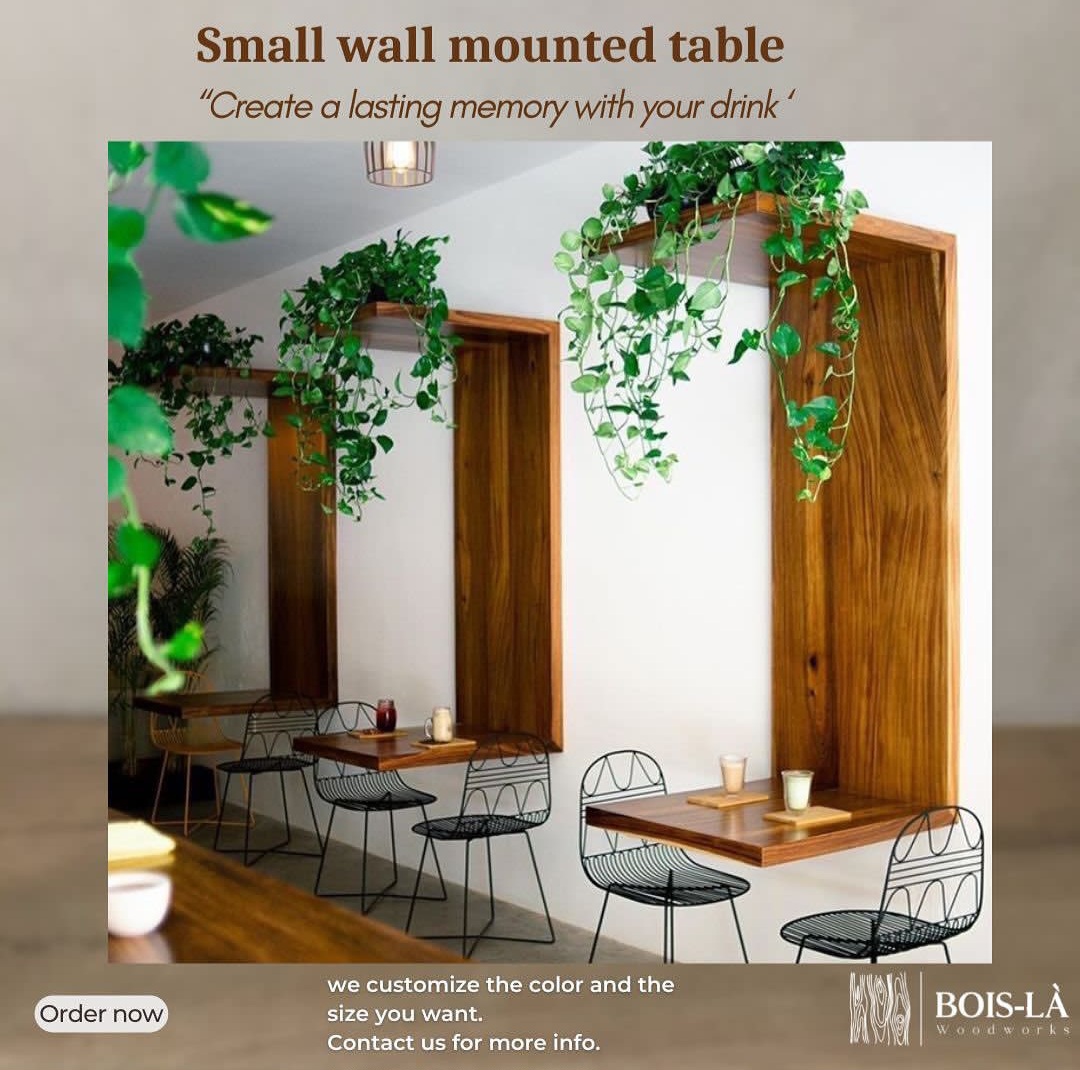 Small wall mounted table
“Create a lasting memory with your drink ‘
Order now
we customize the color and the
size you want.
Contact us for more info.
BOIS-LÀ
Woodworks